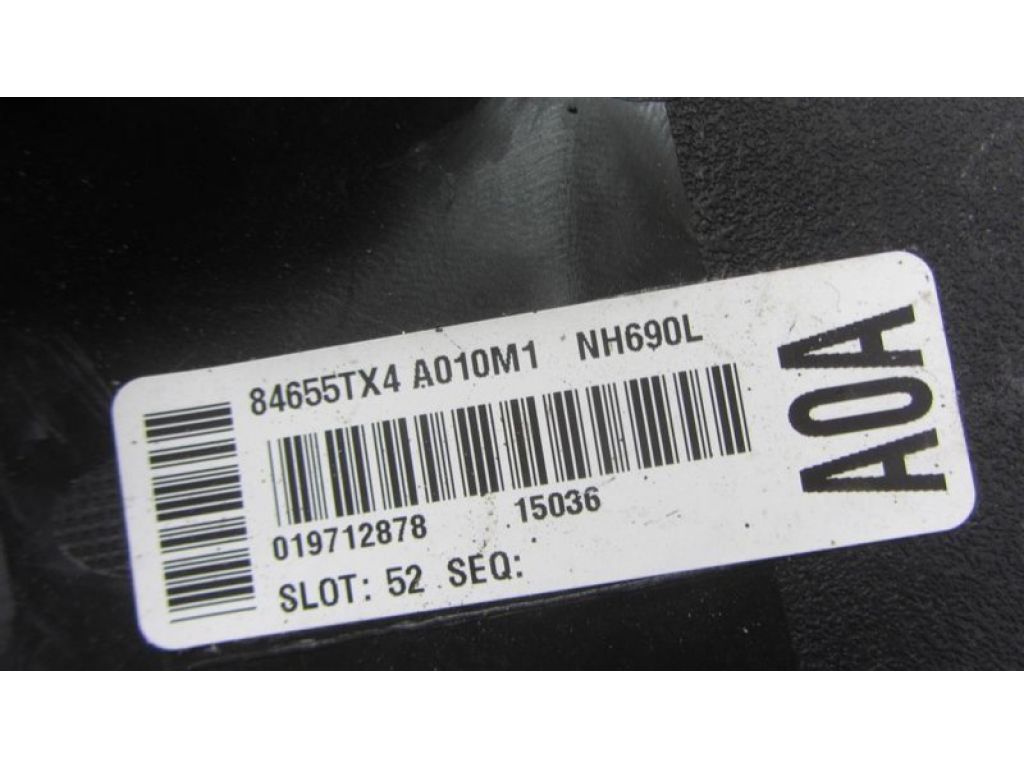 84655TX4 A010M1 NH690L
019712878 15036
SLOT: 52 SEQ:
A0A